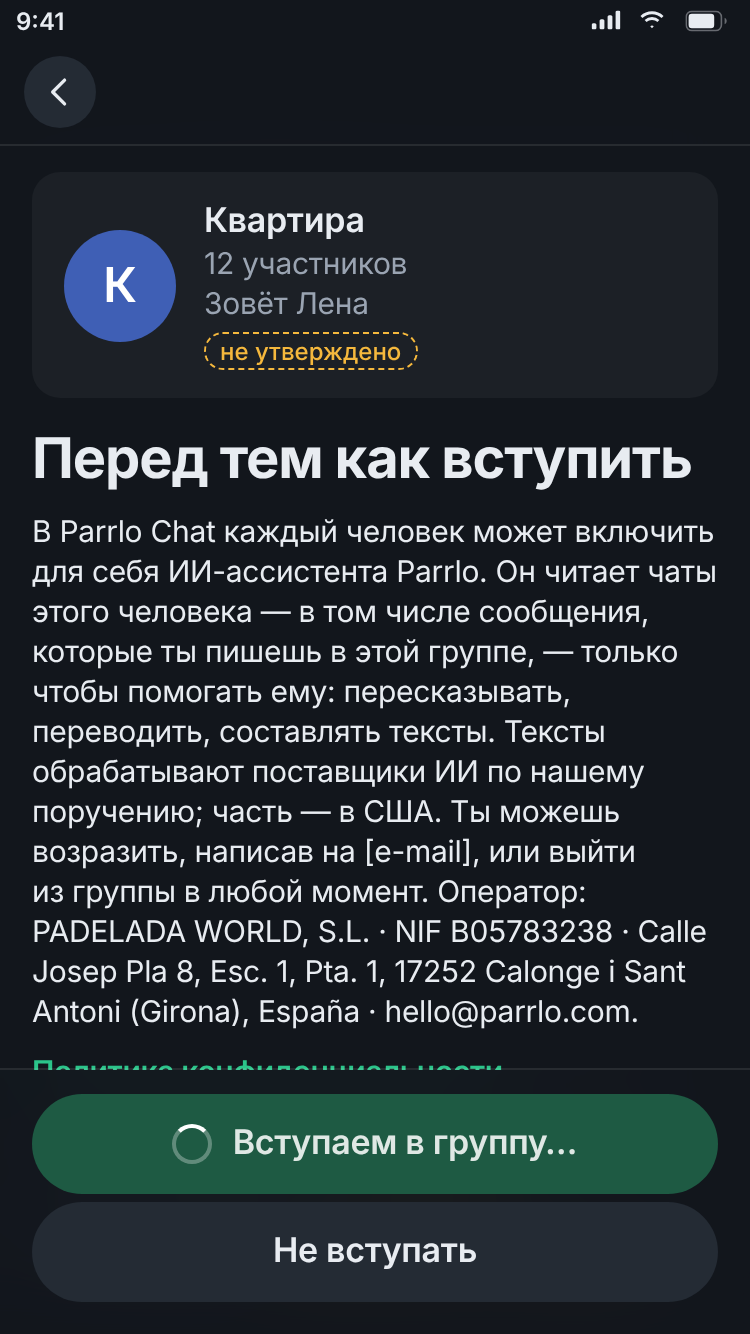 9:41
К
Квартира
12 участников
Зовёт Лена
не утверждено
Перед тем как вступить
В Parrlo Chat каждый человек может включить
для себя ИИ-ассистента Parrlo. Он читает чаты
этого человека — в том числе сообщения,
которые ты пишешь в этой группе, — только
чтобы помогать ему: пересказывать,
переводить, составлять тексты. Тексты
обрабатывают поставщики ИИ по нашему
поручению; часть — в США. Ты можешь
возразить, написав на [e-mail], или выйти
из группы в любой момент. Оператор:
PADELADA WORLD, S.L. · NIF B05783238 · Calle
Josep Pla 8, Esc. 1, Pta. 1, 17252 Calonge i Sant
Antoni (Girona), España · hello@parrlo.com.
Политика конфиденциальности
Вступаем в группу...
Не вступать